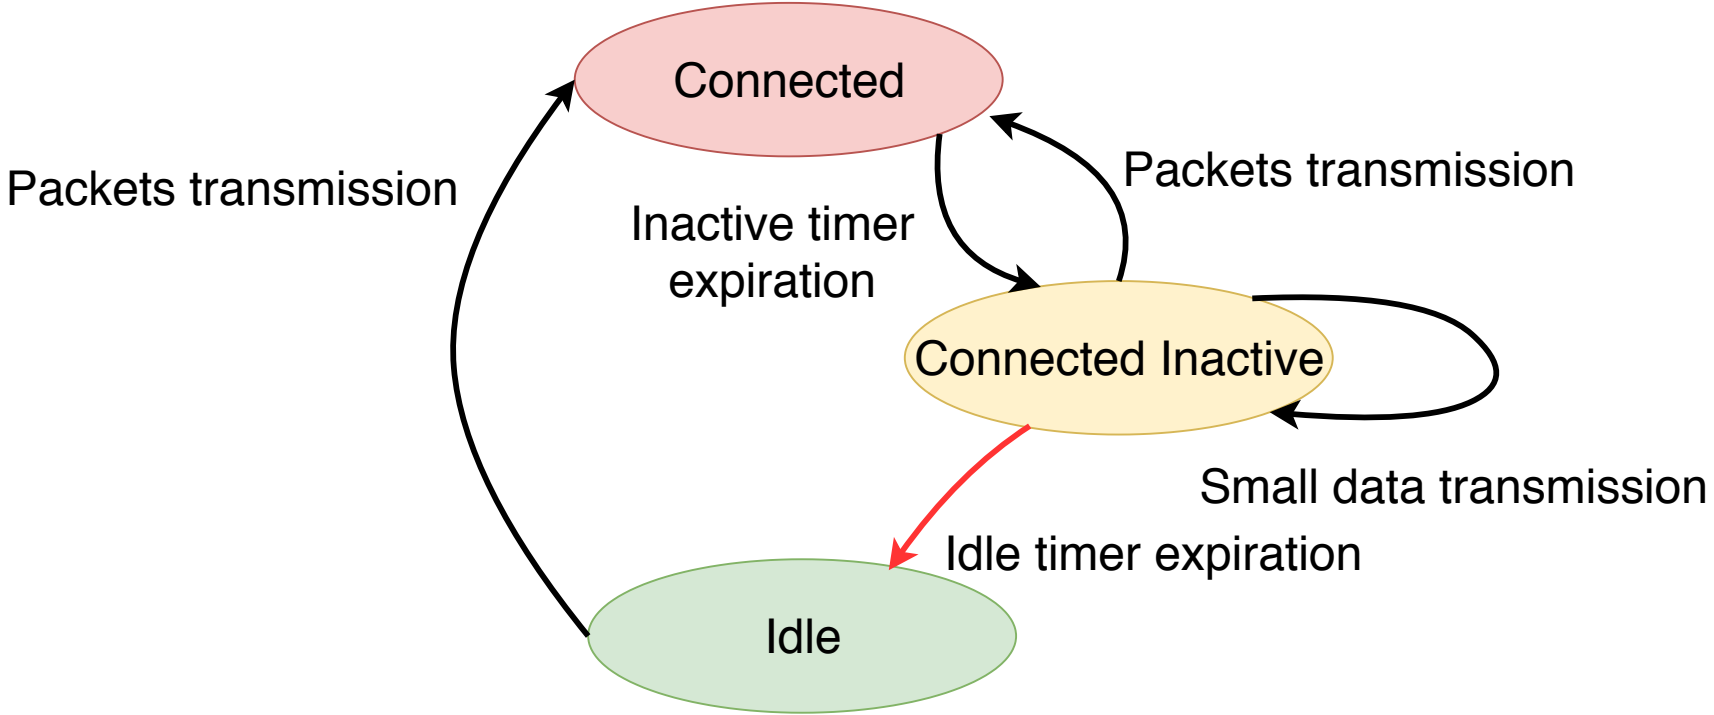 Connected
Packets transmission
Packets transmission
Inactive timer
expiration
Connected Inactive
Small data transmission
Idle timer expiration
Idle